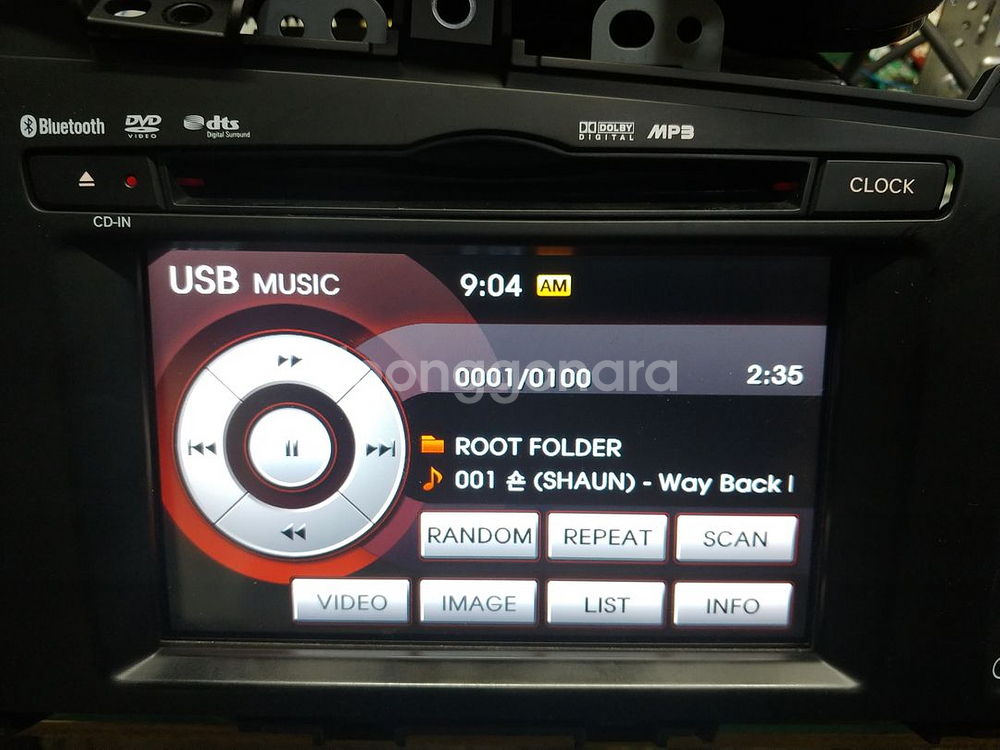 Bluetooth DVD VIDEO dts Digital Surround DOLBY DIGITAL MP3
CD-IN
CLOCK
USB MUSIC 9:04 AM
joonggonara
0001/0100 2:35
ROOT FOLDER
001 숀 (SHAUN) - Way Back
RANDOM REPEAT SCAN
VIDEO IMAGE LIST INFO